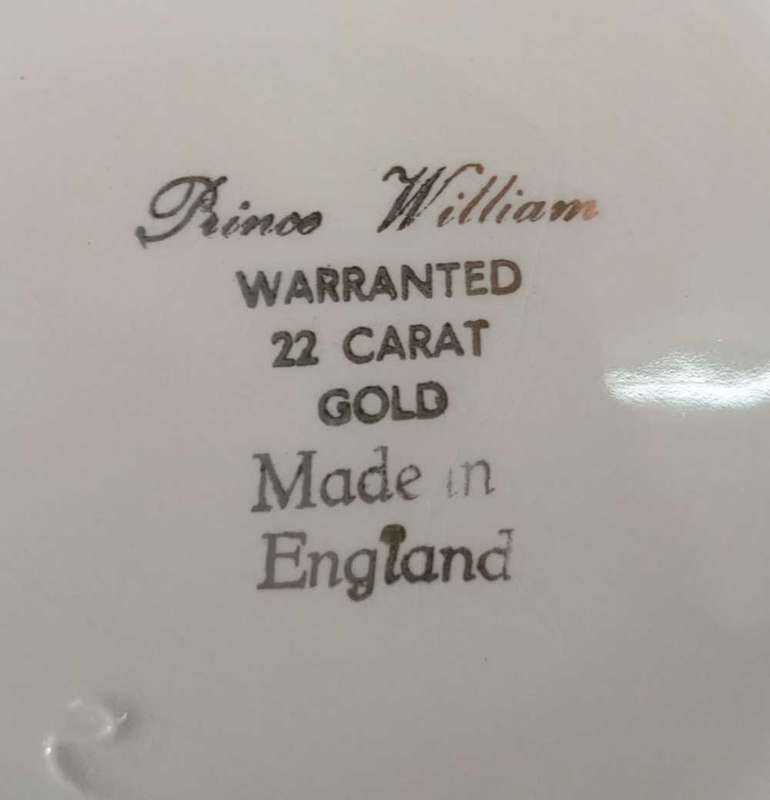 Prince William
WARRANTED
22 CARAT
GOLD
Made in
England